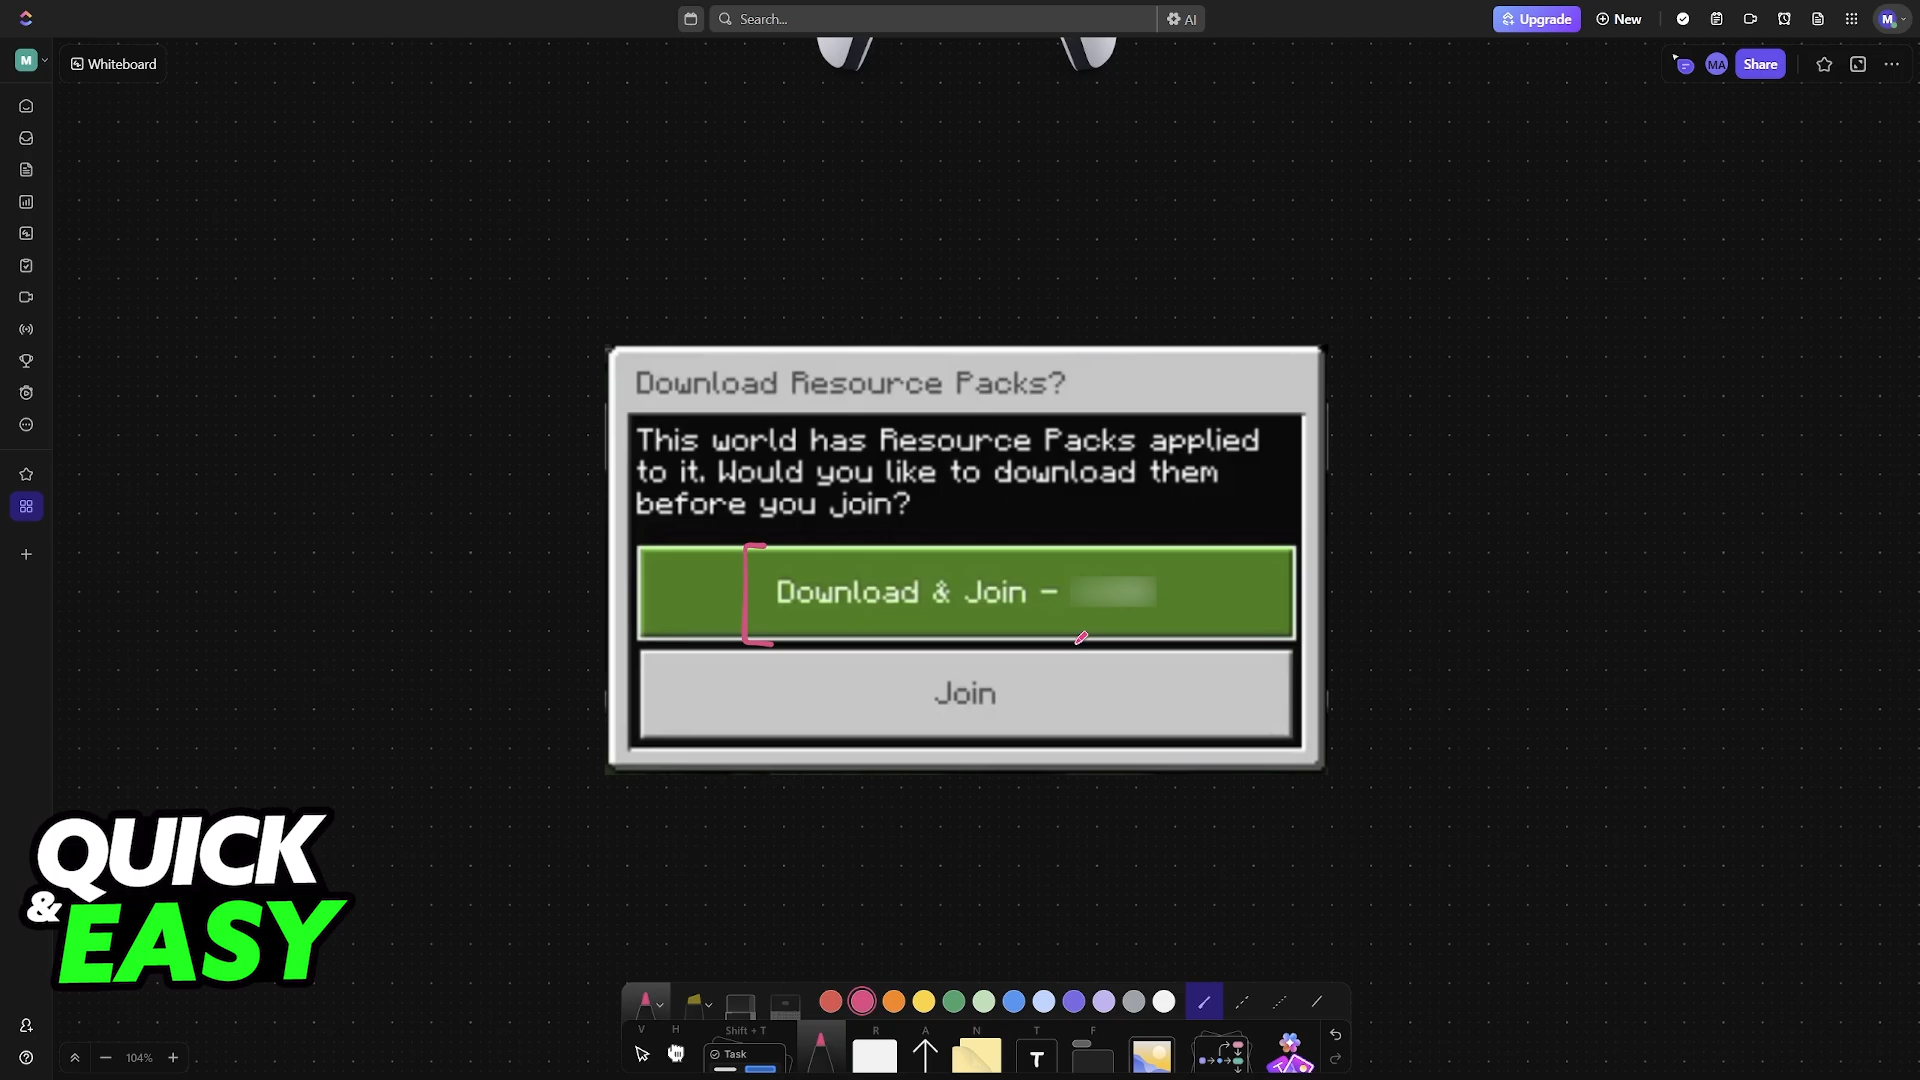 Search...
AI
Upgrade
New
M
M
Whiteboard
MA
Share
Download Resource Packs?
This world has Resource Packs applied
to it. Would you like to download them
before you join?
Download & Join –
Join
QUICK
& EASY
V
H
Shift + T
R
A
N
T
F
Task
T
104%